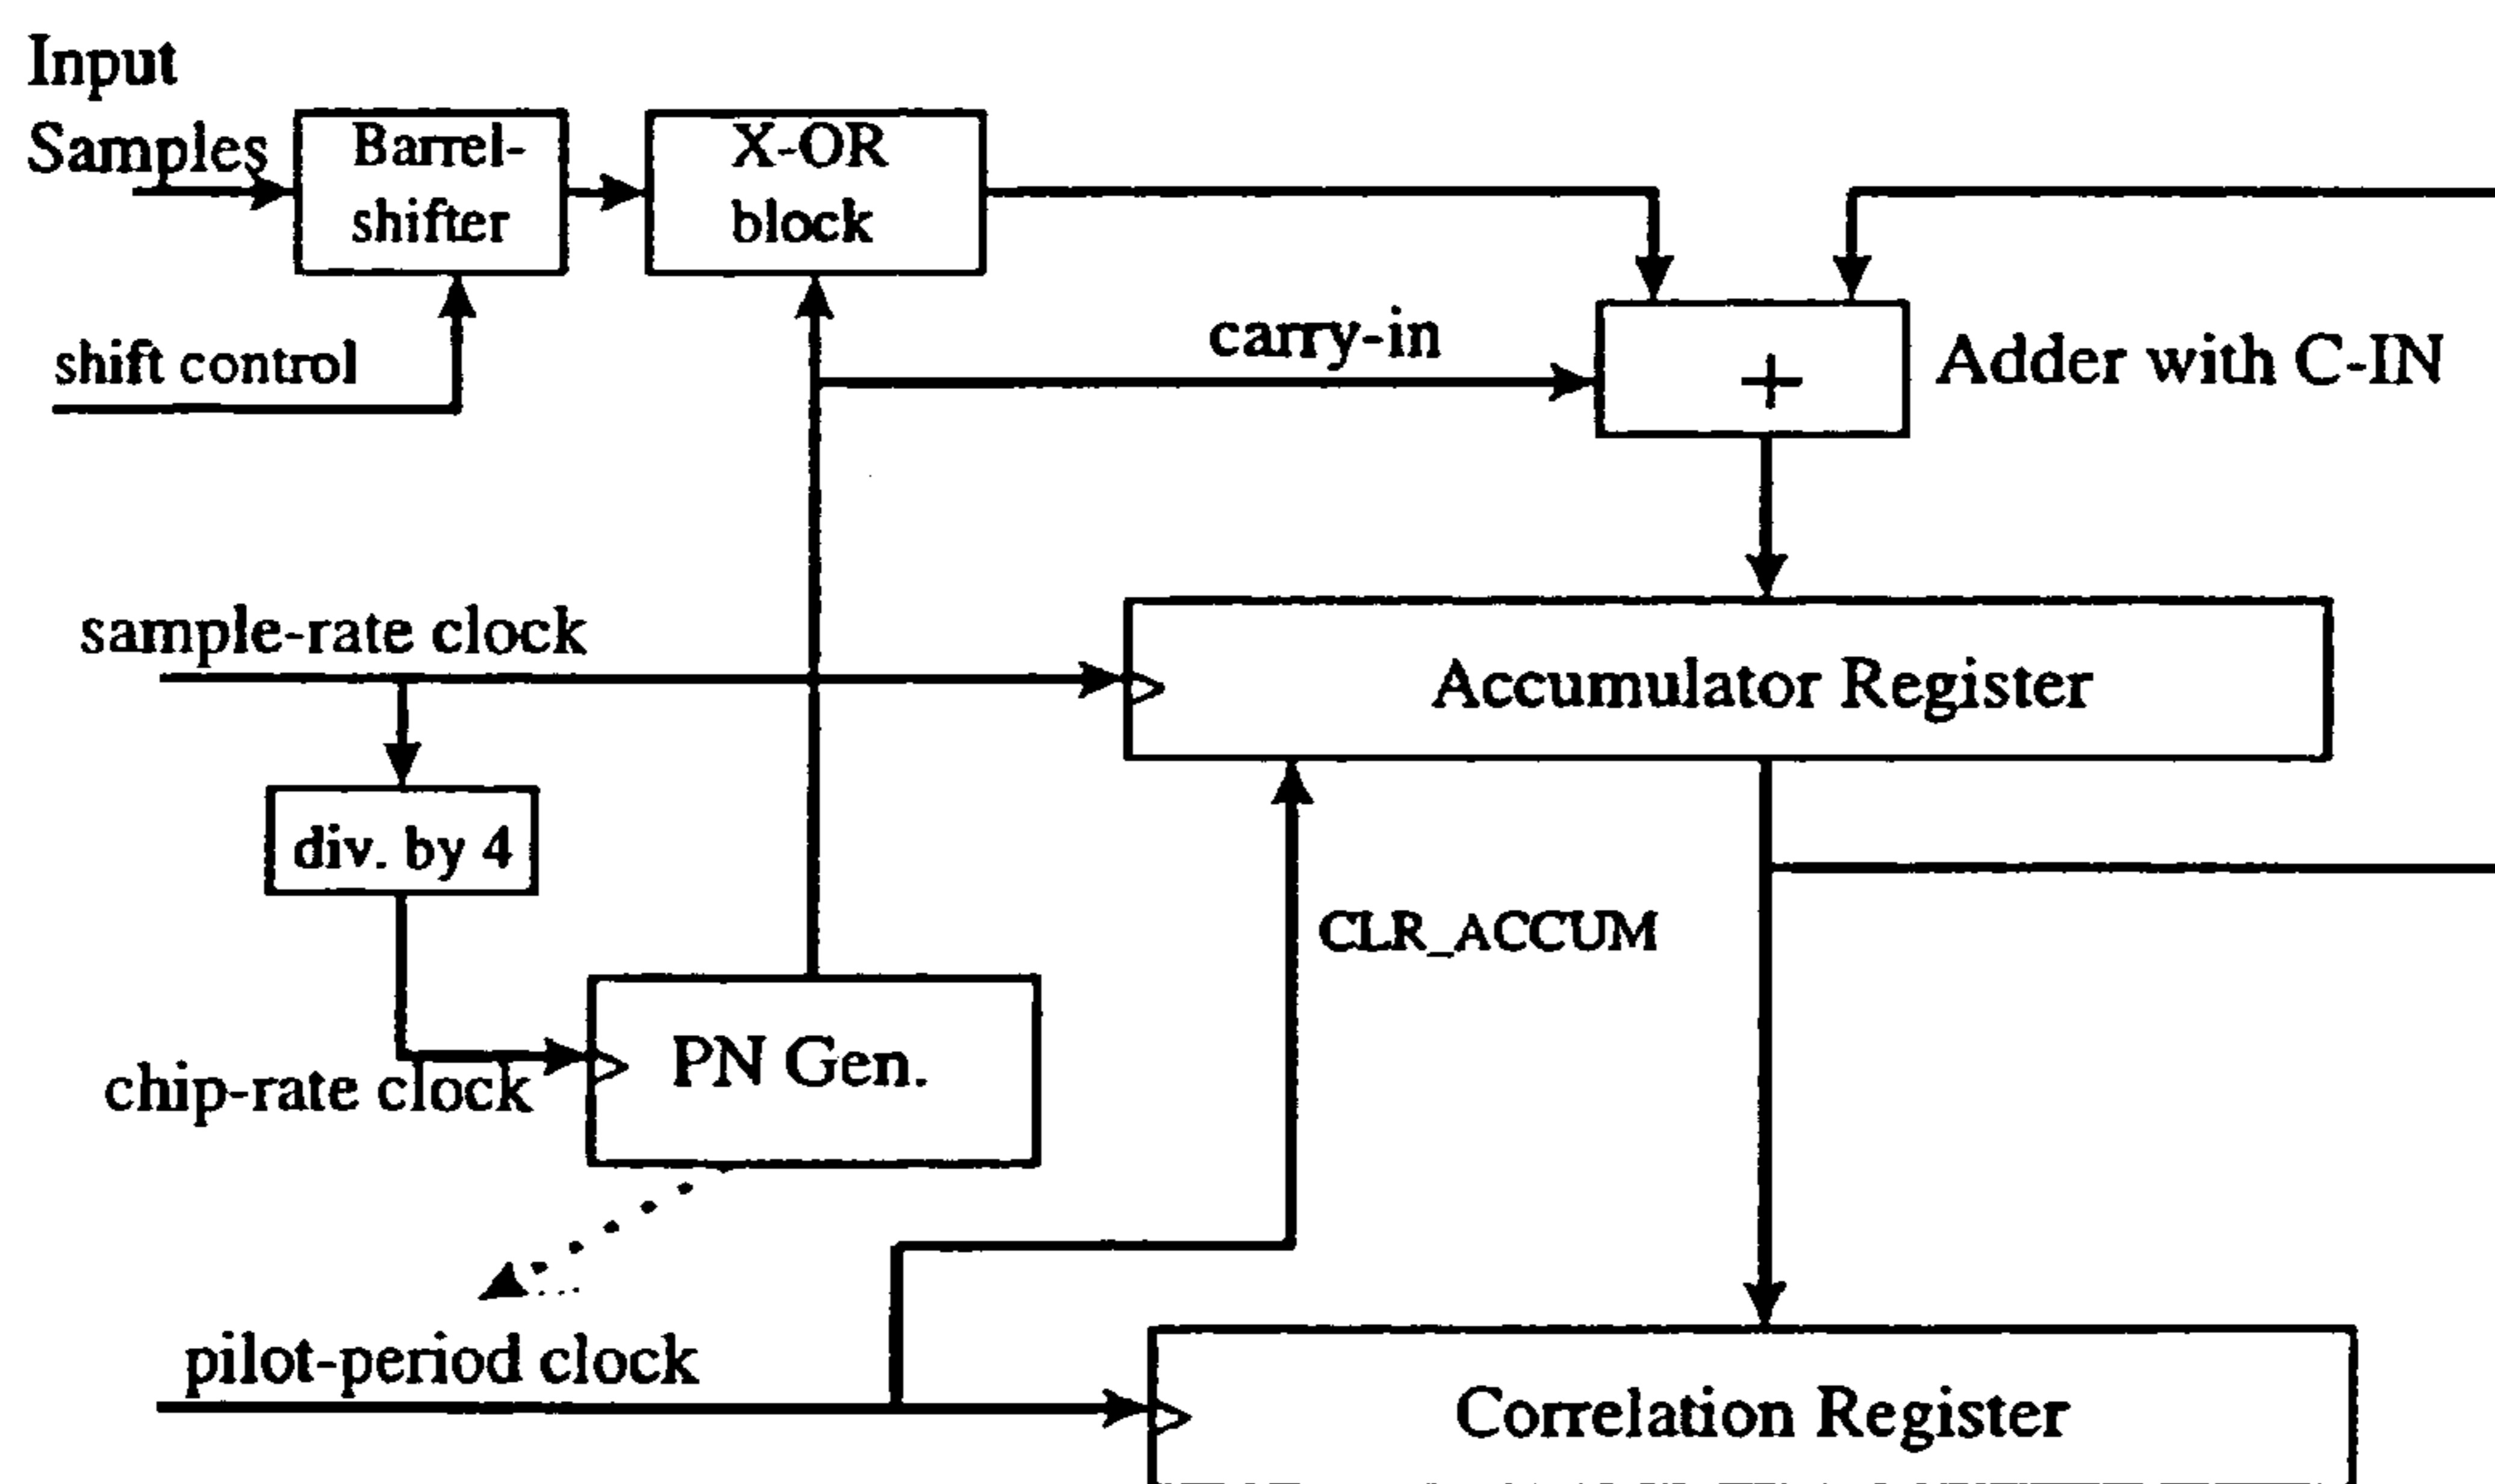 Input
Samples
Barrel-
shifter
X-OR
block
shift control
carry-in
+
Adder with C-IN
sample-rate clock
Accumulator Register
div. by 4
CLR_ACCUM
PN Gen.
chip-rate clock
pilot-period clock
Correlation Register